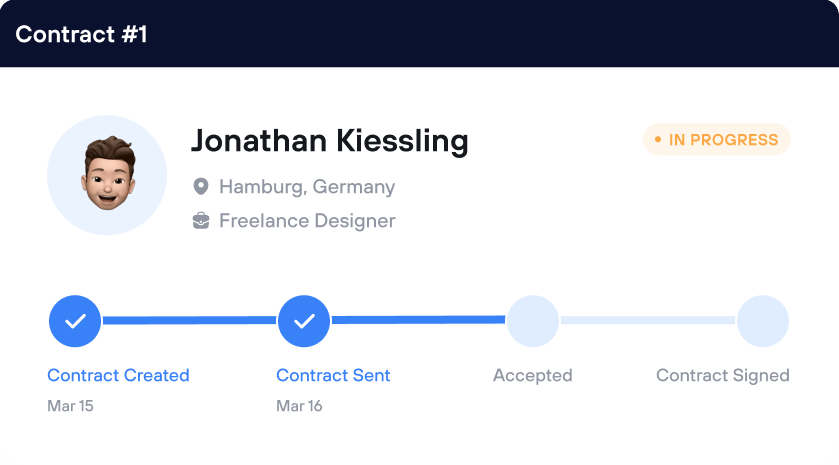 Contract #1
Jonathan Kiessling
IN PROGRESS
Hamburg, Germany
Freelance Designer
Contract Created
Contract Sent
Accepted
Contract Signed
Mar 15
Mar 16